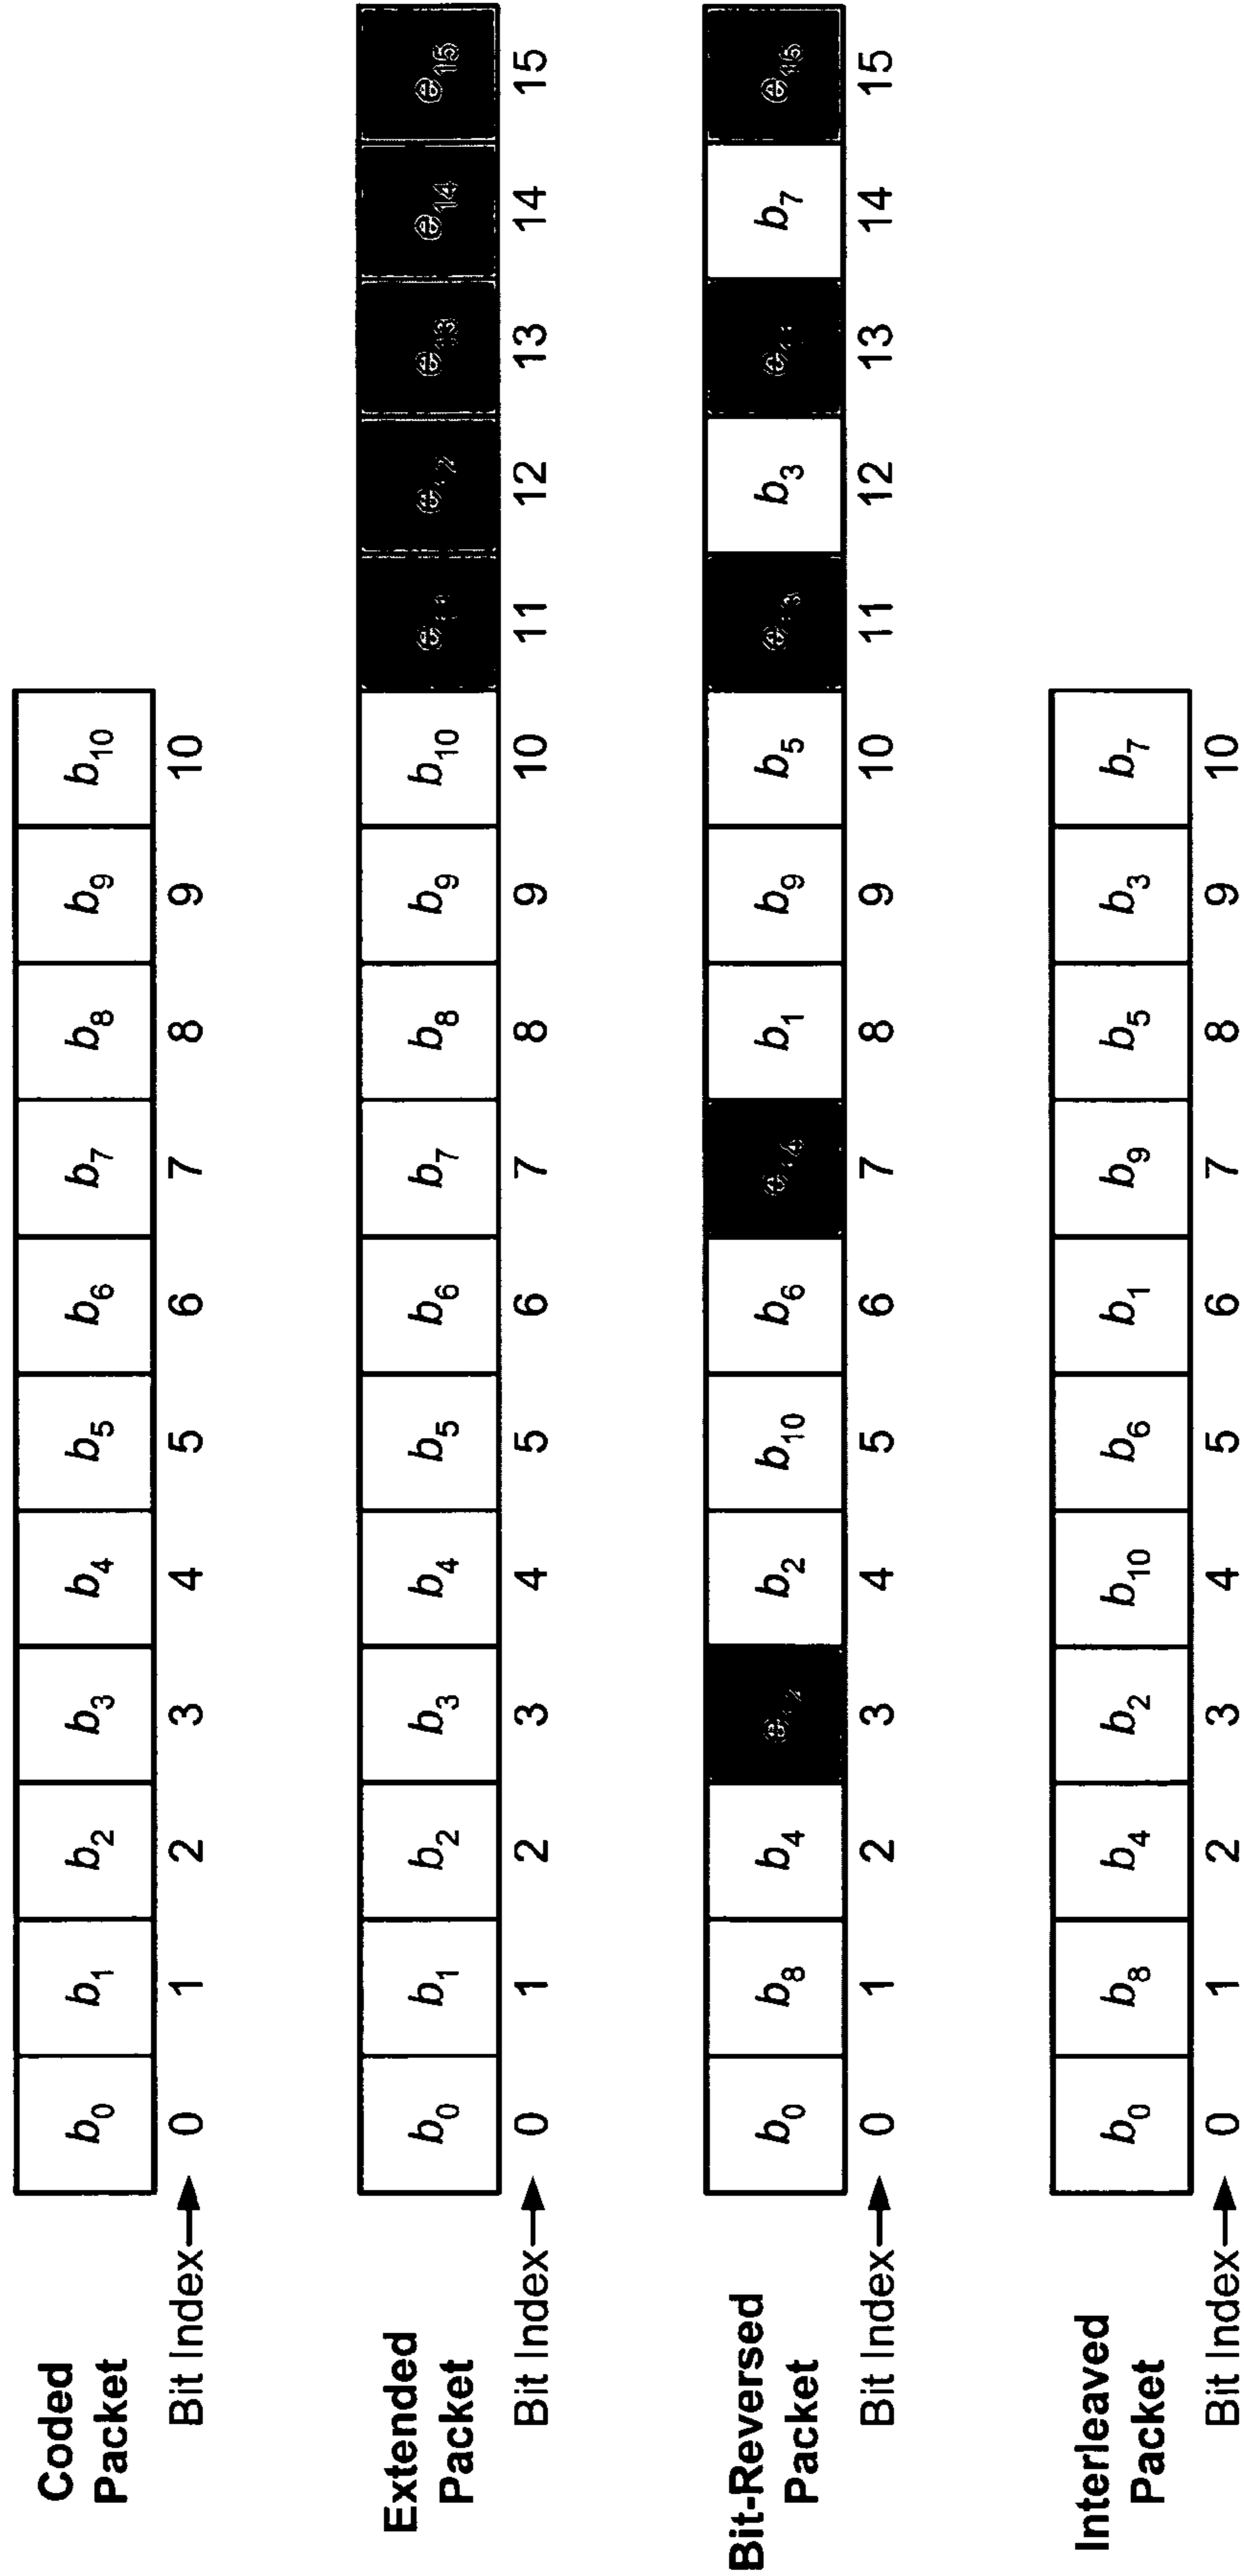 Coded
Packet
b₀ b₁ b₂ b₃ b₄ b₅ b₆ b₇ b₈ b₉ b₁₀
Bit Index→ 0 1 2 3 4 5 6 7 8 9 10
Extended
Packet
b₀ b₁ b₂ b₃ b₄ b₅ b₆ b₇ b₈ b₉ b₁₀
Bit Index→ 0 1 2 3 4 5 6 7 8 9 10 11 12 13 14 15
Bit-Reversed
Packet
b₀ b₈ b₄ b₂ b₁₀ b₆ b₁ b₉ b₅ b₃ b₇
Bit Index→ 0 1 2 3 4 5 6 7 8 9 10 11 12 13 14 15
Interleaved
Packet
b₀ b₈ b₄ b₂ b₁₀ b₆ b₁ b₉ b₅ b₃ b₇
Bit Index→ 0 1 2 3 4 5 6 7 8 9 10